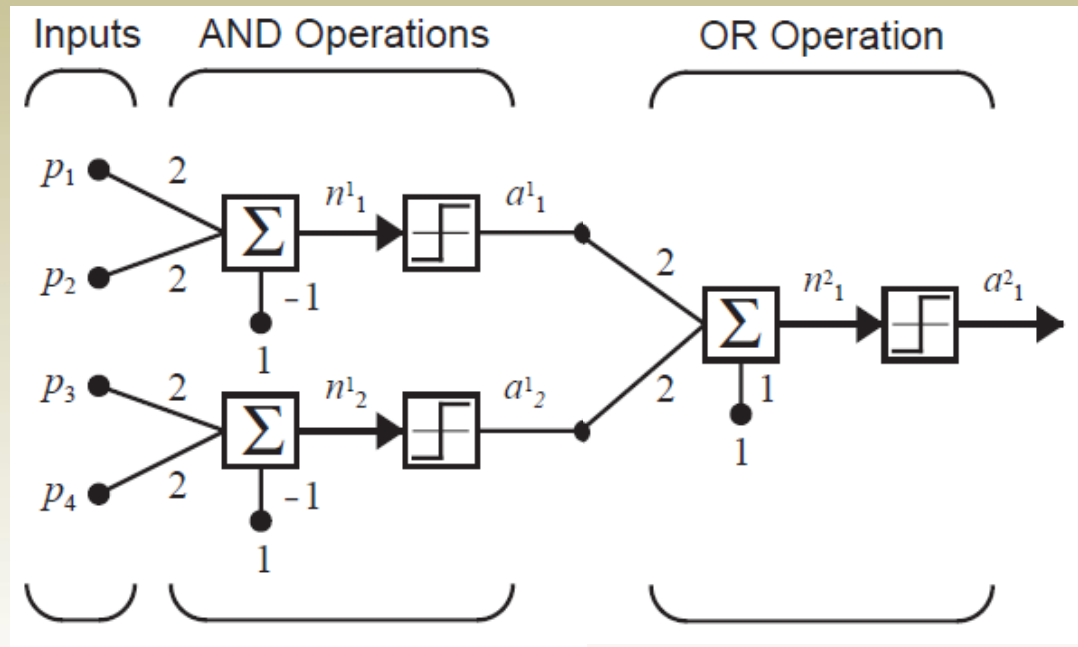 Inputs AND Operations OR Operation
p1 2 n¹1 a¹1
p2 2 -1
1
2 n²1 a²1
2 1
1
p3 2 n¹2 a¹2
p4 2 -1
1